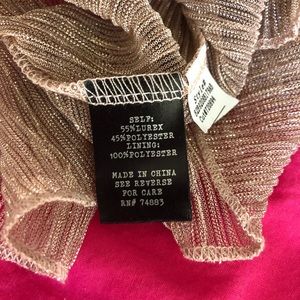 SELF:
55%LUREX
45%POLYESTER
LINING:
100%POLYESTER
MADE IN CHINA
SEE REVERSE
FOR CARE
RN# 74883